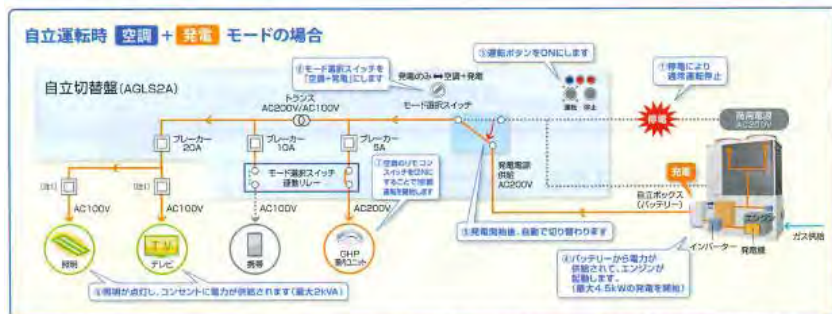 自立運転時 空調 + 発電 モードの場合
自立切替盤(AGLS2A)
②モード選択スイッチを
「空調+発電」にします
発電のみ⇔空調+発電
モード選択スイッチ
③運転ボタンをONにします
運転 停止
①停電により
通常運転停止
停電
商用電源
AC200V
トランス
AC200V/AC100V
ブレーカー
20A
ブレーカー
10A
ブレーカー
5A
モード選択スイッチ
連動リレー
⑦空調のリモコン
スイッチをONに
することで空調
運転を開始します
発電電源
供給
AC200V
発電
自立ボックス
(バッテリー)
エンジン
ガス供給
インバーター
発電機
⑤発電開始後、自動で切り替わります
④バッテリーから電力が
供給されて、エンジンが
起動します。
(最大4.5kWの発電を開始)
(注1)
(注1)
AC100V
AC100V
AC100V
AC200V
照明
TV
テレビ
携帯
GHP
室内ユニット
⑥照明が点灯し、コンセントに電力が供給されます(最大2kVA)